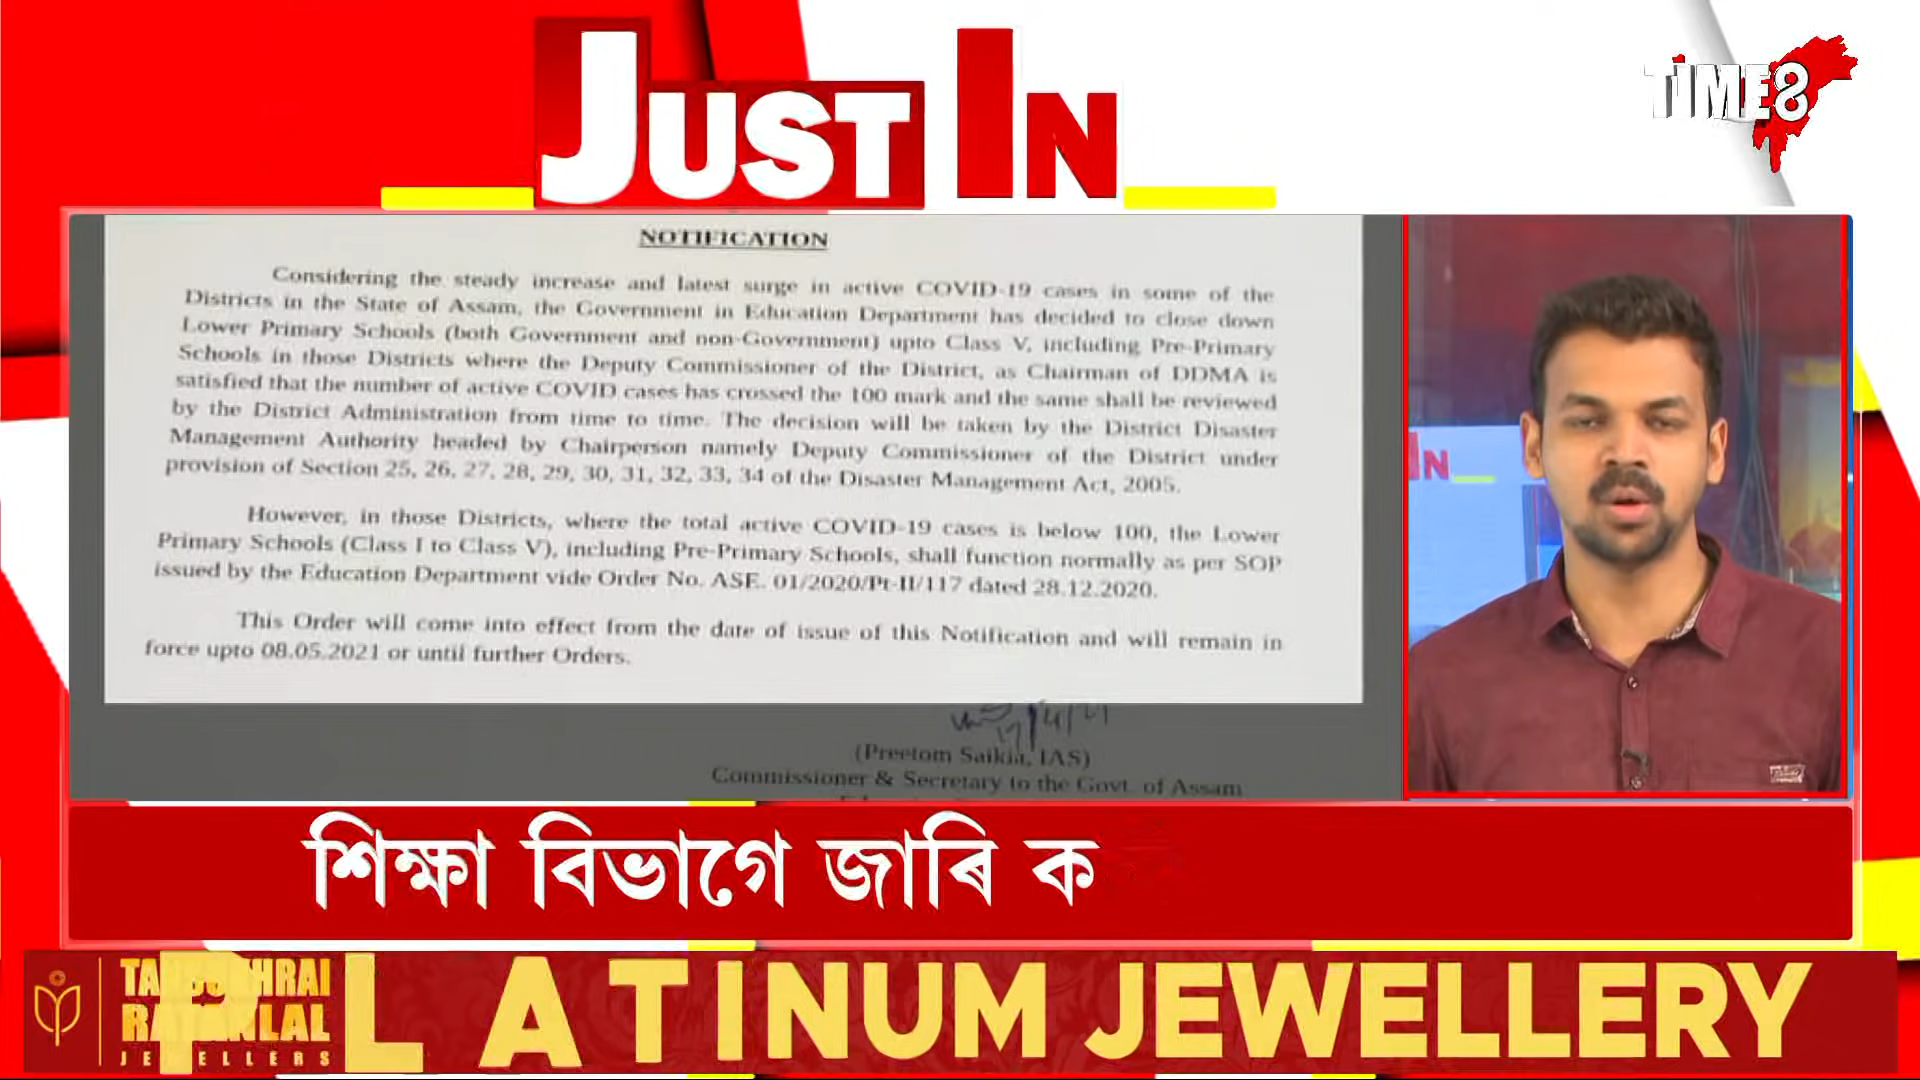 JUST IN
TIME8
NOTIFICATION
Considering the steady increase and latest surge in active COVID-19 cases in some of the
Districts in the State of Assam, the Government in Education Department has decided to close down
Lower Primary Schools (both Government and non-Government) upto Class V, including Pre-Primary
Schools in those Districts where the Deputy Commissioner of the District, as Chairman of DDMA is
satisfied that the number of active COVID cases has crossed the 100 mark and the same shall be reviewed
by the District Administration from time to time. The decision will be taken by the District Disaster
Management Authority headed by Chairperson namely Deputy Commissioner of the District under
provision of Section 25, 26, 27, 28, 29, 30, 31, 32, 33, 34 of the Disaster Management Act, 2005.
However, in those Districts, where the total active COVID-19 cases is below 100, the Lower
Primary Schools (Class I to Class V), including Pre-Primary Schools, shall function normally as per SOP
issued by the Education Department vide Order No. ASE. 01/2020/Pt-II/117 dated 28.12.2020.
This Order will come into effect from the date of issue of this Notification and will remain in
force upto 08.05.2021 or until further Orders.
(Preetom Saikia, IAS)
Commissioner & Secretary to the Govt. of Assam
IN
শিক্ষা বিভাগে জাৰি ক
PLATINUM JEWELLERY